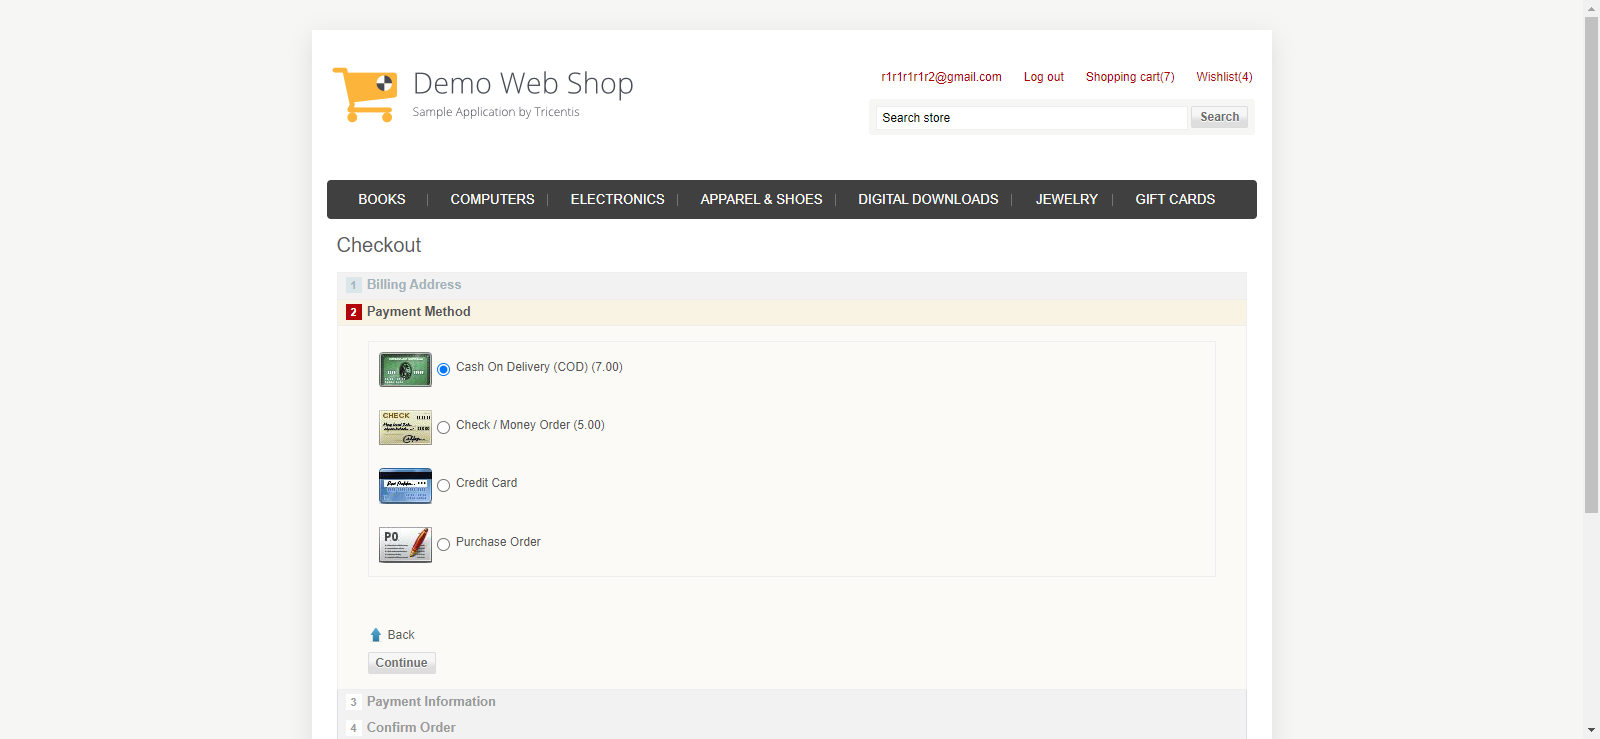 Demo Web Shop
Sample Application by Tricentis
r1r1r1r1r2@gmail.com Log out Shopping cart(7) Wishlist(4)
Search store Search
BOOKS COMPUTERS ELECTRONICS APPAREL & SHOES DIGITAL DOWNLOADS JEWELRY GIFT CARDS
Checkout
1 Billing Address
2 Payment Method
Cash On Delivery (COD) (7.00)
CHECK
Check / Money Order (5.00)
Credit Card
P.O.
Purchase Order
Back
Continue
3 Payment Information
4 Confirm Order